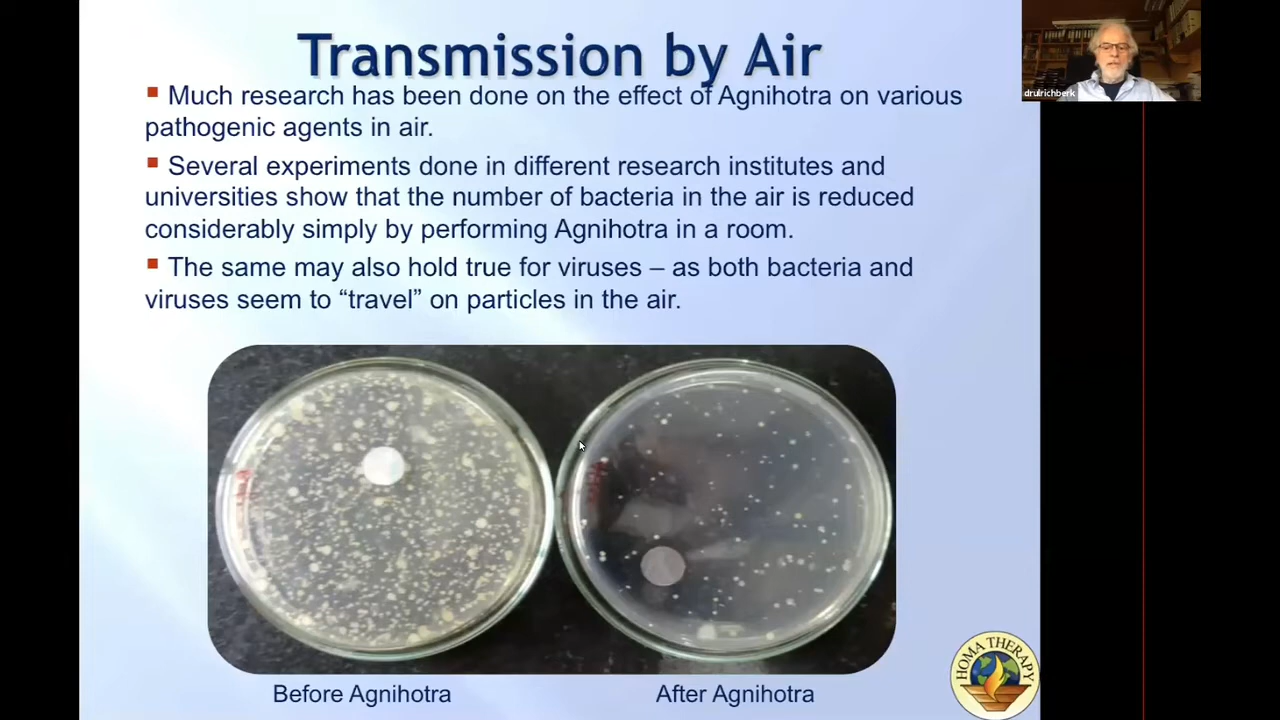 Transmission by Air
Much research has been done on the effect of Agnihotra on various
pathogenic agents in air.
Several experiments done in different research institutes and
universities show that the number of bacteria in the air is reduced
considerably simply by performing Agnihotra in a room.
The same may also hold true for viruses – as both bacteria and
viruses seem to “travel” on particles in the air.
Before Agnihotra
After Agnihotra
HOMA THERAPY
drulrichberk